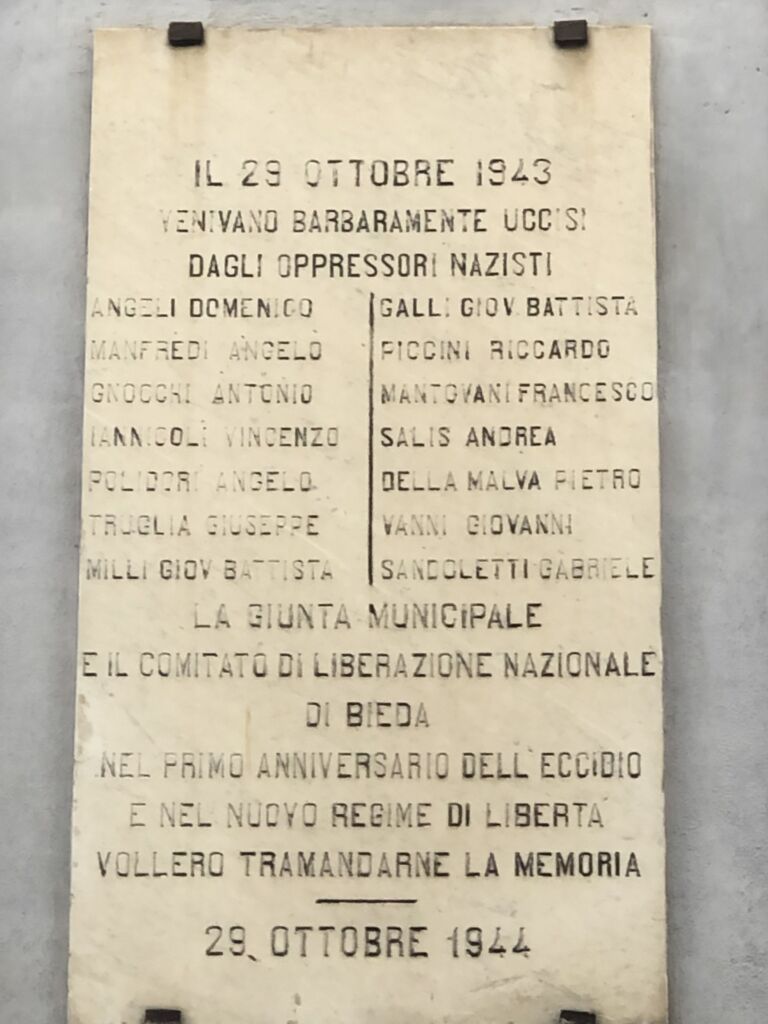 IL 29 OTTOBRE 1943
VENIVANO BARBARAMENTE UCCISI
DAGLI OPPRESSORI NAZISTI
ANGELI DOMENICO
MANFREDI ANGELO
GNOCCHI ANTONIO
IANNICOLI VINCENZO
POLIDORI ANGELO
TRUGLIA GIUSEPPE
MILLI GIOV BATTISTA
GALLI GIOV. BATTISTA
PICCINI RICCARDO
MANTOVANI FRANCESCO
SALIS ANDREA
DELLA MALVA PIETRO
VANNI GIOVANNI
SANDOLETTI GABRIELE
LA GIUNTA MUNICIPALE
E IL COMITATO DI LIBERAZIONE NAZIONALE
DI BIEDA
NEL PRIMO ANNIVERSARIO DELL'ECCIDIO
E NEL NUOVO REGIME DI LIBERTA'
VOLLERO TRAMANDARNE LA MEMORIA
29, OTTOBRE 1944